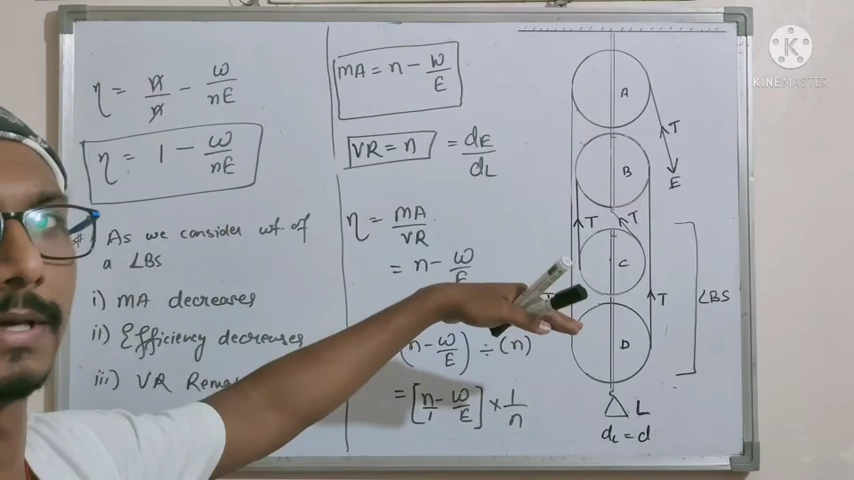 η = n/n - w/nE
η = 1 - w/nE
# As we consider wt of
a LBS
i) MA decreases
ii) Efficiency decreases
iii) VR
MA = n - w/E
VR = n = dE/dL
η = MA/VR
= n - w/E
(n - w/E) ÷ (n)
= [n/1 - w/E] × 1/n
A
T
B
E
T
T
C
T
LBS
D
L
dL = d
KINEMASTER